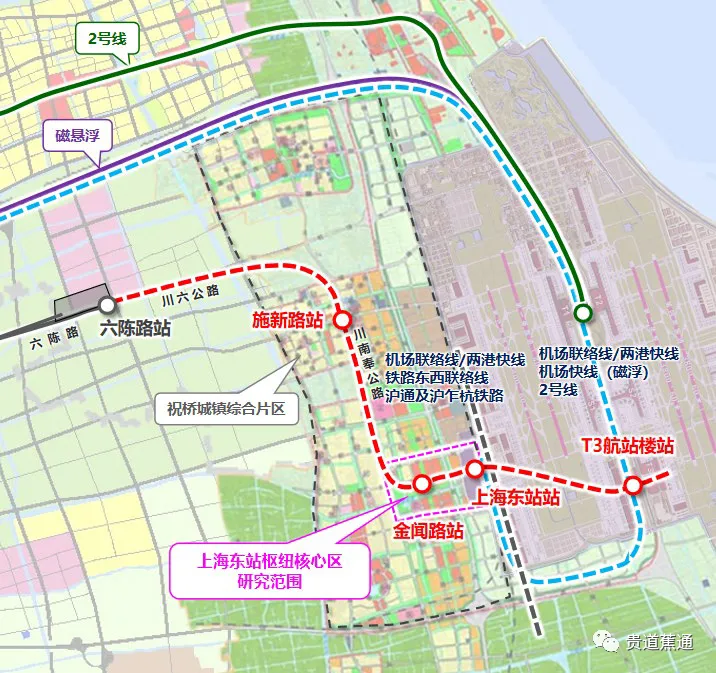 2号线
磁悬浮
川六公路
六陈路站
六陈路
施新路站
川南奉公路
机场联络线/两港快线
铁路东西联络线
沪通及沪乍杭铁路
机场联络线/两港快线
机场快线（磁浮）
2号线
祝桥城镇综合片区
T3航站楼站
上海东站站
金闻路站
上海东站枢纽核心区
研究范围
贵道蕉通